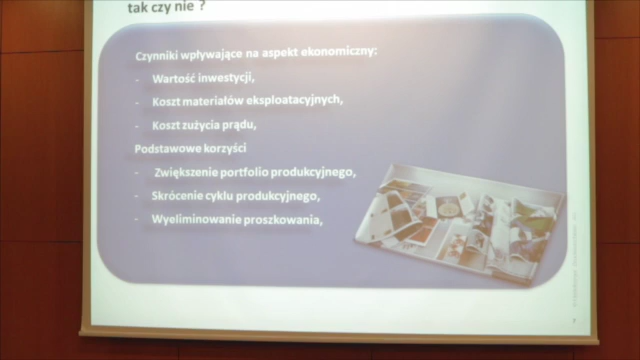 tak czy nie ?
Czynniki wpływające na aspekt ekonomiczny:
- Wartość inwestycji,
- Koszt materiałów eksploatacyjnych,
- Koszt zużycia prądu,
Podstawowe korzyści
- Zwiększenie portfolio produkcyjnego,
- Skrócenie cyklu produkcyjnego,
- Wyeliminowanie proszkowania,